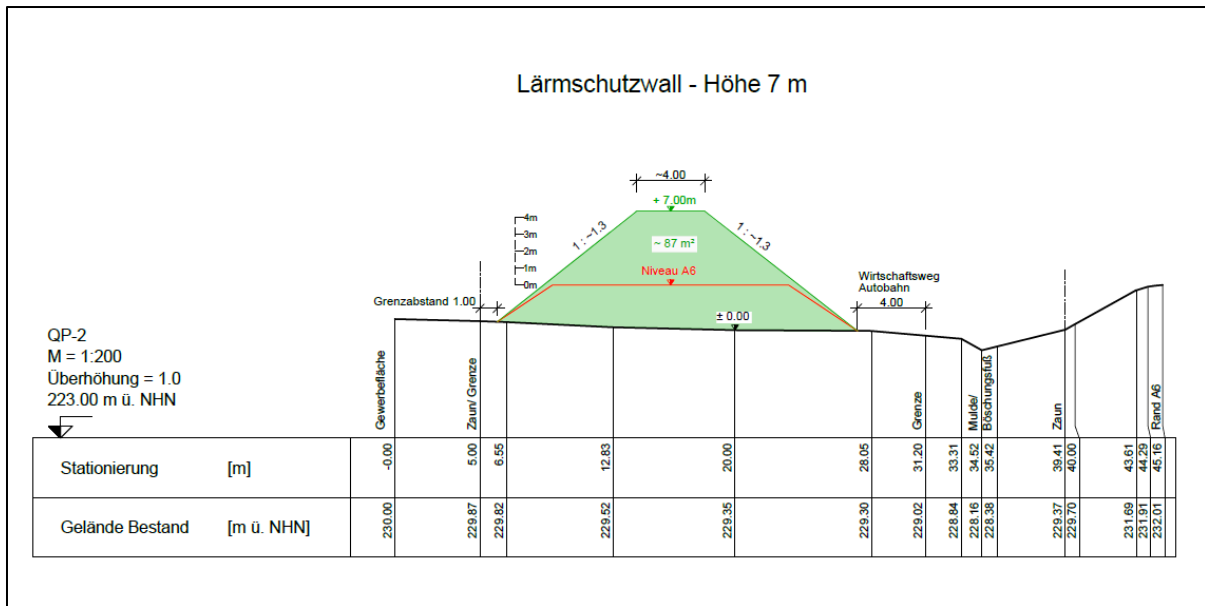 Lärmschutzwall - Höhe 7 m
~4.00
+ 7.00m
4m
3m
2m
1m
0m
1 : ~1.3
1 : ~1.3
~ 87 m²
Niveau A6
Grenzabstand 1.00
± 0.00
Wirtschaftsweg
Autobahn
4.00
QP-2
M = 1:200
Überhöhung = 1.0
223.00 m ü. NHN
Gewerbefläche
Zaun/ Grenze
Grenze
Mulde/
Böschungsfuß
Zaun
Rand A6
Stationierung [m] -0.00 5.00 6.55 12.83 20.00 28.05 31.20 33.31 34.52 35.42 39.41 40.00 43.61 44.29 45.16
Gelände Bestand [m ü. NHN] 230.00 229.87 229.82 229.52 229.35 229.30 229.02 228.84 228.16 228.38 229.37 229.70 231.69 231.91 232.01